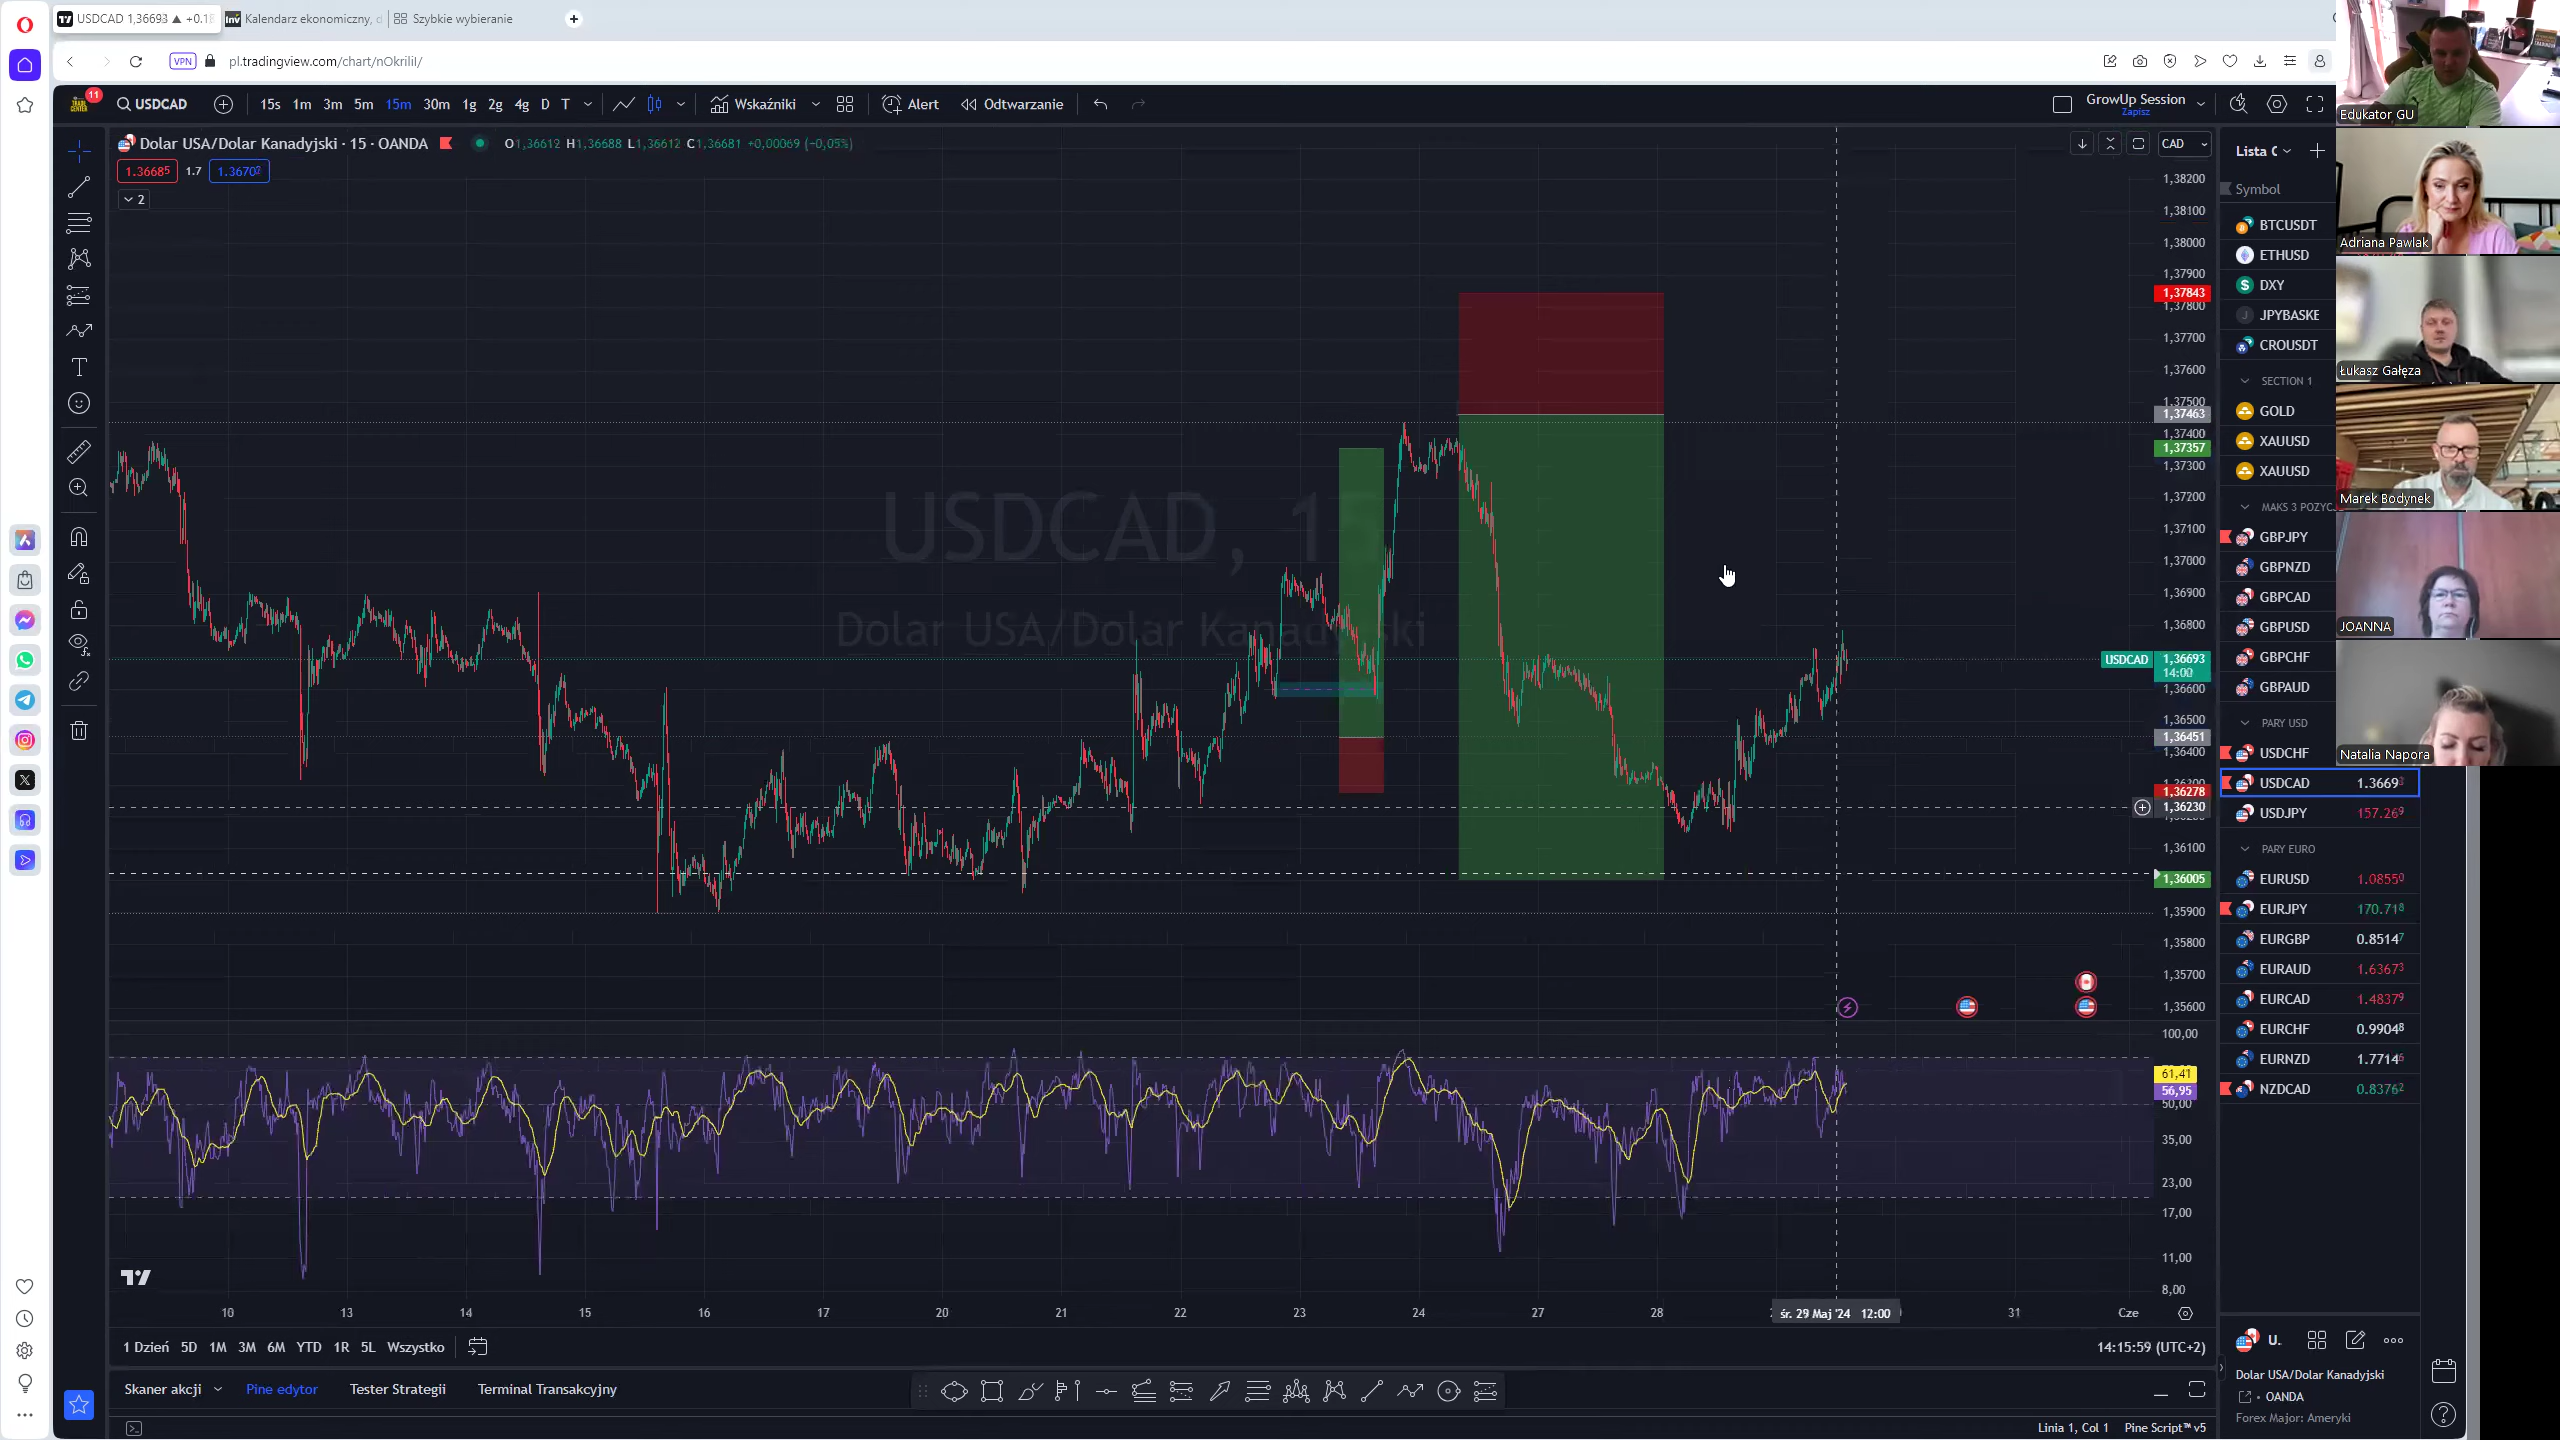 USDCAD 1,36693 ▲ +0.18
Kalendarz ekonomiczny, d
Szybkie wybieranie
VPN
pl.tradingview.com/chart/nOkriliI/
11
USDCAD
15s 1m 3m 5m 15m 30m 1g 2g 4g D T
Wskaźniki
Alert
Odtwarzanie
GrowUp Session
Zapisz
Dolar USA/Dolar Kanadyjski · 15 · OANDA
O1,36612 H1,36688 L1,36612 C1,36681 +0,00069 (+0,05%)
1.36685 1.7 1.36702
2
CAD
1,38200
1,38100
1,38000
1,37900
1,37843
1,37800
1,37700
1,37600
1,37500
1,37463
1,37400
1,37357
1,37300
1,37200
1,37100
1,37000
1,36900
1,36800
USDCAD 1,36693
14:00
1,36600
1,36500
1,36451
1,36400
1,36278
1,36230
1,36100
1,36005
1,35900
1,35800
1,35700
1,35600
USDCAD, 15
Dolar USA/Dolar Kanadyjski
100,00
61,41
56,95
50,00
35,00
23,00
17,00
11,00
8,00
10 13 14 15 16 17 20 21 22 23 24 27 28 31 Cze
śr. 29 Maj '24 12:00
1 Dzień 5D 1M 3M 6M YTD 1R 5L Wszystko
14:15:59 (UTC+2)
Skaner akcji
Pine edytor
Tester Strategii
Terminal Transakcyjny
Linia 1, Col 1 Pine Script™ v5
Lista
Symbol
BTCUSDT
ETHUSD
DXY
JPYBASKE
CROUSDT
SECTION 1
GOLD
XAUUSD
XAUUSD
MAKS 3 POZYC
GBPJPY
GBPNZD
GBPCAD
GBPUSD
GBPCHF
GBPAUD
PARY USD
USDCHF
USDCAD 1.36693
USDJPY 157.269
PARY EURO
EURUSD 1.08550
EURJPY 170.718
EURGBP 0.85147
EURAUD 1.63673
EURCAD 1.48379
EURCHF 0.99048
EURNZD 1.77146
NZDCAD 0.83762
U.
Dolar USA/Dolar Kanadyjski
OANDA
Forex Major: Ameryki
Edukator GU
Adriana Pawlak
Łukasz Gałęza
Marek Bodynek
JOANNA
Natalia Napora